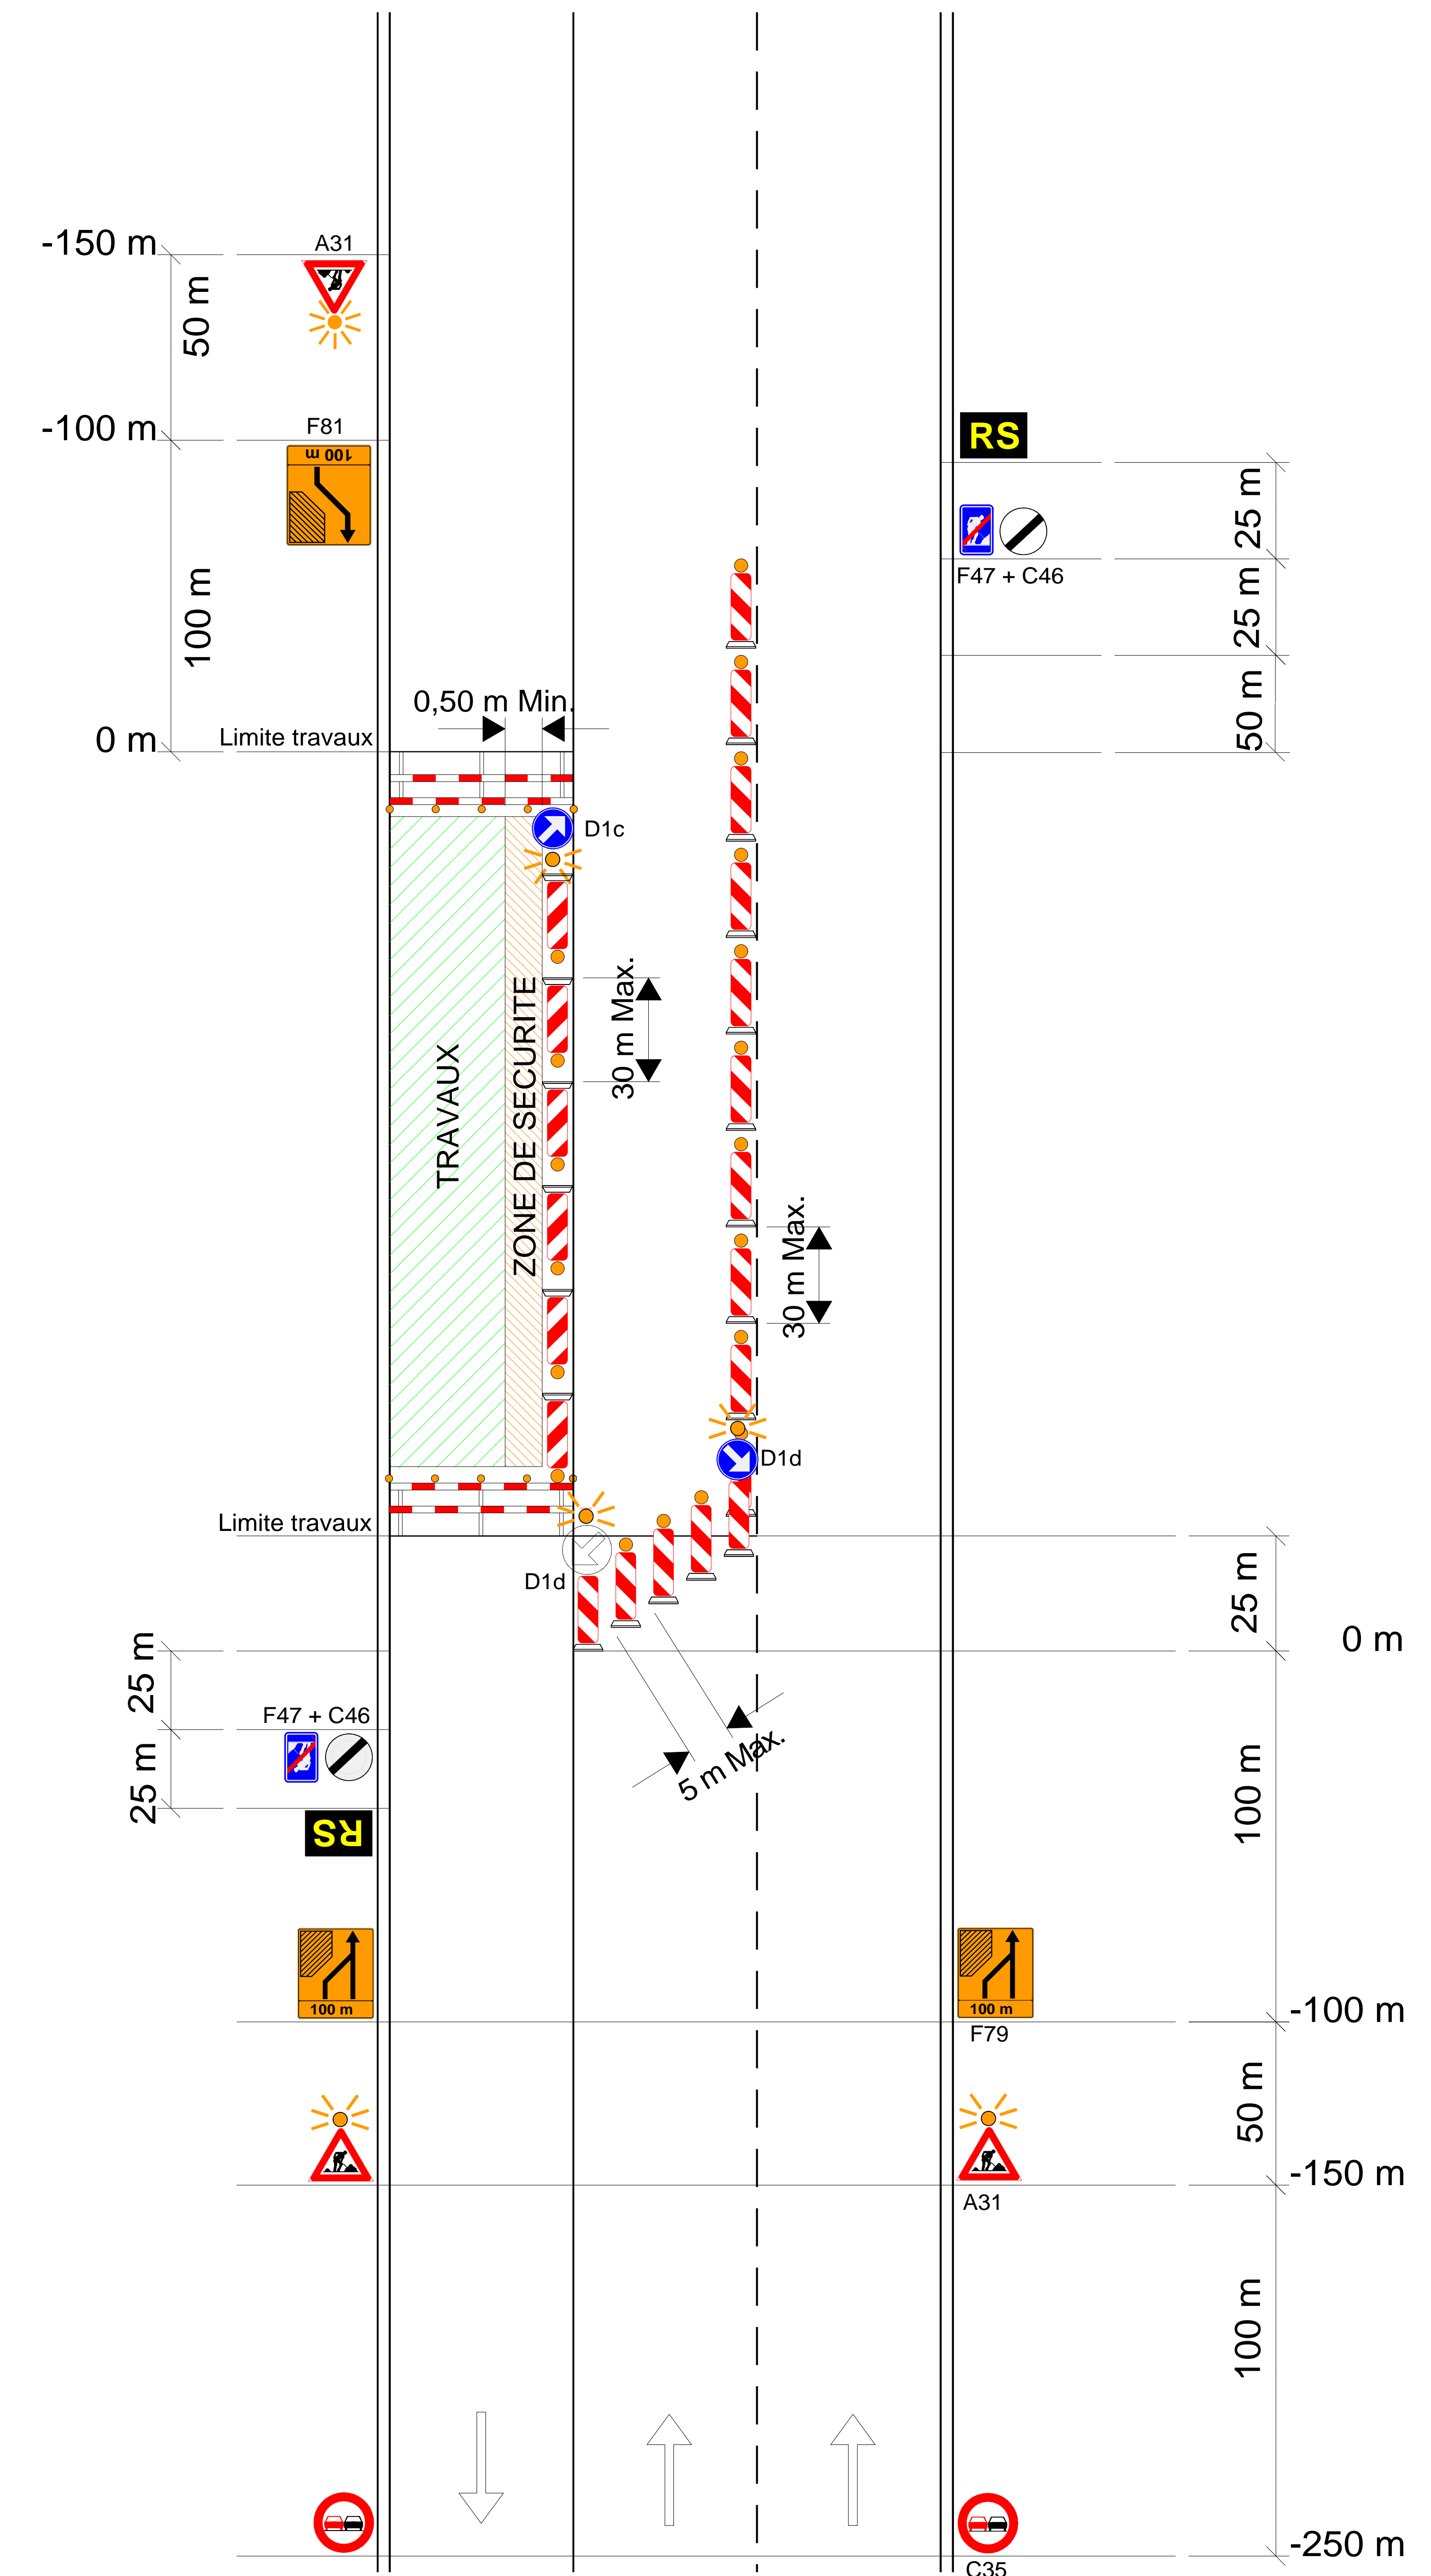 -150 m
A31
50 m
-100 m
F81
100 m
RS
25 m
100 m
F47 + C46
25 m
0,50 m Min.
50 m
0 m
Limite travaux
D1c
30 m Max.
TRAVAUX
ZONE DE SECURITE
30 m Max.
D1d
Limite travaux
D1d
25 m
0 m
25 m
F47 + C46
5 m Max.
25 m
100 m
RS
100 m
100 m
-100 m
F79
50 m
-150 m
A31
100 m
-250 m
C35